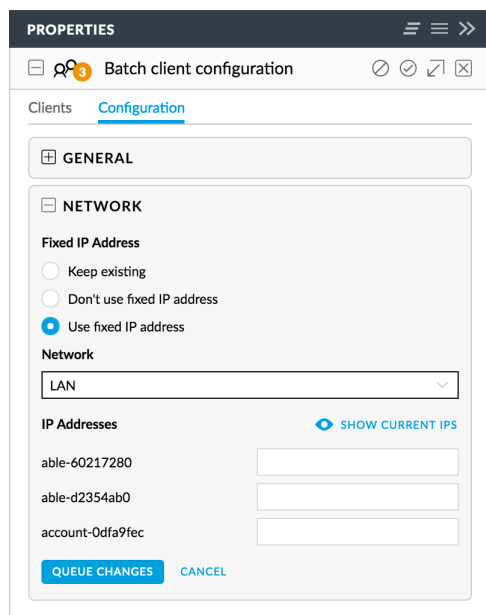 PROPERTIES
3 Batch client configuration
Clients Configuration
GENERAL
NETWORK
Fixed IP Address
Keep existing
Don't use fixed IP address
Use fixed IP address
Network
LAN
IP Addresses SHOW CURRENT IPS
able-60217280
able-d2354ab0
account-0dfa9fec
QUEUE CHANGES CANCEL